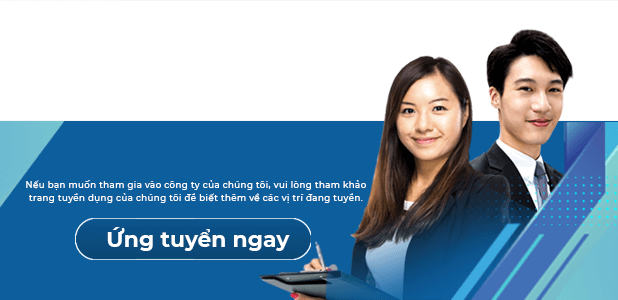 Nếu bạn muốn tham gia vào công ty của chúng tôi, vui lòng tham khảo
trang tuyển dụng của chúng tôi để biết thêm về các vị trí đang tuyển.
Ứng tuyển ngay